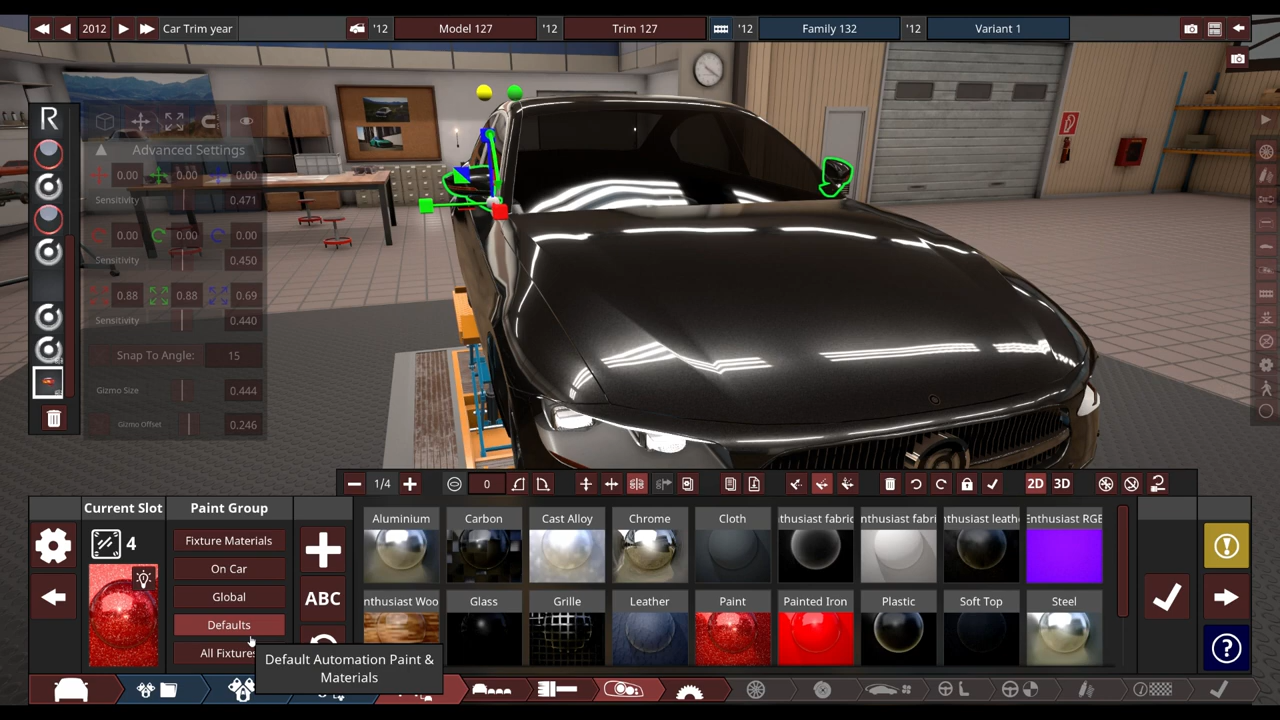 2012
Car Trim year
'12
Model 127
'12
Trim 127
'12
Family 132
'12
Variant 1
R
Advanced Settings
0.00
0.00
0.00
Sensitivity
0.471
0.00
0.00
0.00
Sensitivity
0.450
0.88
0.88
0.69
Sensitivity
0.440
Snap To Angle:
15
Gizmo Size
0.444
Gizmo Offset
0.246
1/4
0
2D
3D
Current Slot
4
Paint Group
Fixture Materials
On Car
Global
Defaults
All Fixtures
ABC
Default Automation Paint &
Materials
Aluminium
Carbon
Cast Alloy
Chrome
Cloth
nthusiast fabric
nthusiast fabri
nthusiast leathe
Enthusiast RGB
nthusiast Woo
Glass
Grille
Leather
Paint
Painted Iron
Plastic
Soft Top
Steel